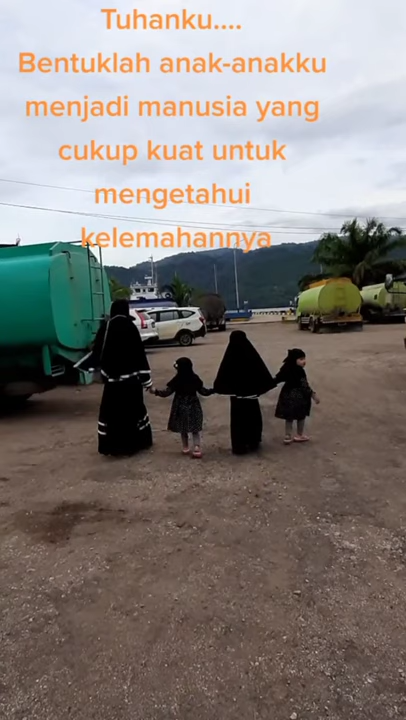 Tuhanku....
Bentuklah anak-anakku
menjadi manusia yang
cukup kuat untuk
mengetahui
kelemahannya